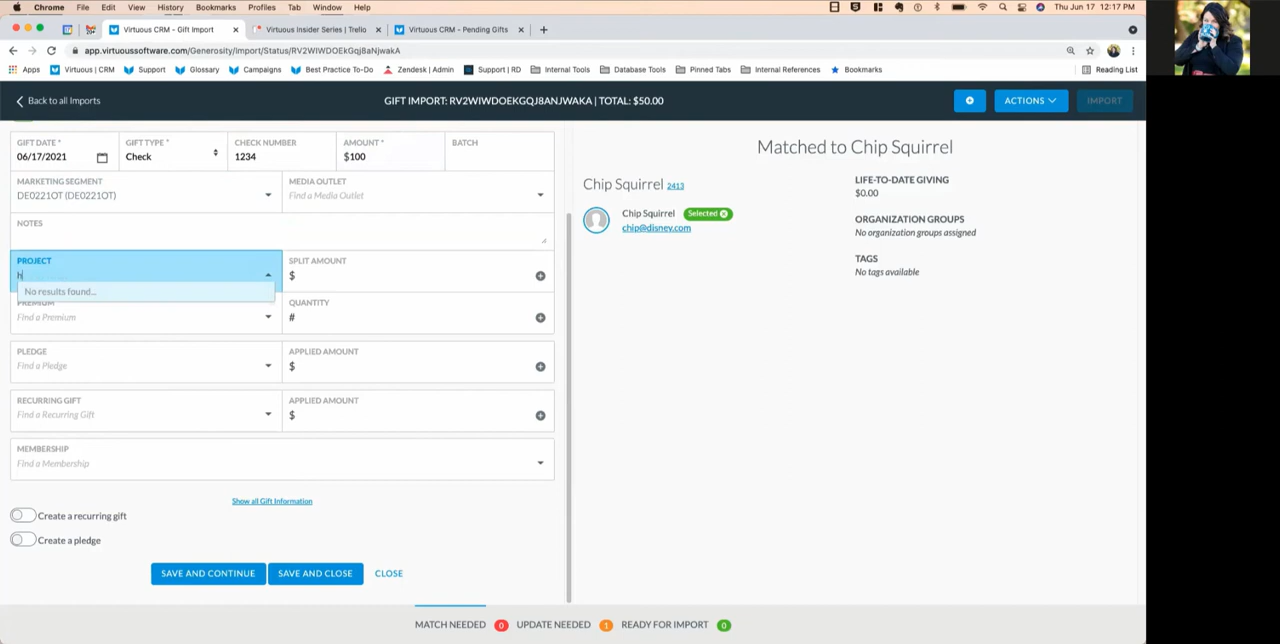 Chrome File Edit View History Bookmarks Profiles Tab Window Help Thu Jun 17 12:17 PM
Virtuous CRM - Gift Import Virtuous Insider Series | Trello Virtuous CRM - Pending Gifts
app.virtuoussoftware.com/Generosity/Import/Status/RV2WIWDOEkGqj8aNjwakA
Apps Virtuous | CRM Support Glossary Campaigns Best Practice To-Do Zendesk | Admin Support | RD Internal Tools Database Tools Pinned Tabs Internal References Bookmarks Reading List
Back to all Imports GIFT IMPORT: RV2WIWDOEKGQJ8ANJWAKA | TOTAL: $50.00 ACTIONS IMPORT
GIFT DATE * GIFT TYPE * CHECK NUMBER AMOUNT * BATCH
06/17/2021 Check 1234 $100
MARKETING SEGMENT MEDIA OUTLET
DE0221OT (DE0221OT) Find a Media Outlet
NOTES
PROJECT SPLIT AMOUNT
h $
No results found...
PREMIUM QUANTITY
Find a Premium #
PLEDGE APPLIED AMOUNT
Find a Pledge $
RECURRING GIFT APPLIED AMOUNT
Find a Recurring Gift $
MEMBERSHIP
Find a Membership
Show all Gift Information
Create a recurring gift
Create a pledge
SAVE AND CONTINUE SAVE AND CLOSE CLOSE
Matched to Chip Squirrel
Chip Squirrel 2413
Chip Squirrel Selected
chip@disney.com
LIFE-TO-DATE GIVING
$0.00
ORGANIZATION GROUPS
No organization groups assigned
TAGS
No tags available
MATCH NEEDED 0 UPDATE NEEDED 1 READY FOR IMPORT 0